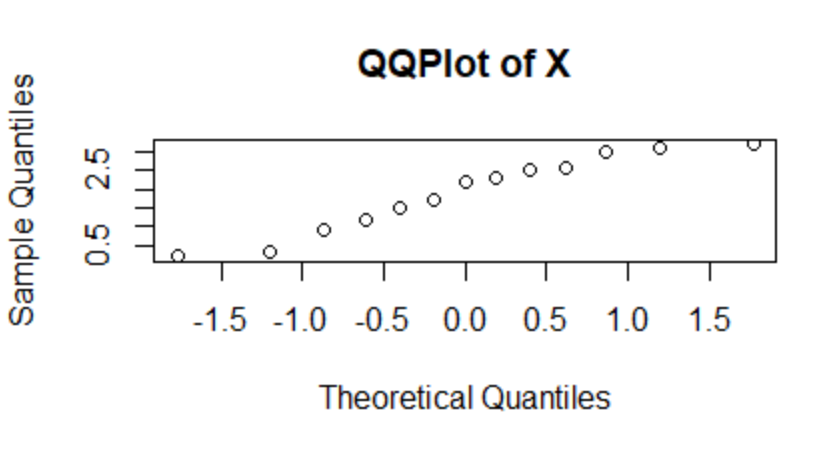 QQPlot of X
Sample Quantiles
2.5
0.5
-1.5 -1.0 -0.5 0.0 0.5 1.0 1.5
Theoretical Quantiles